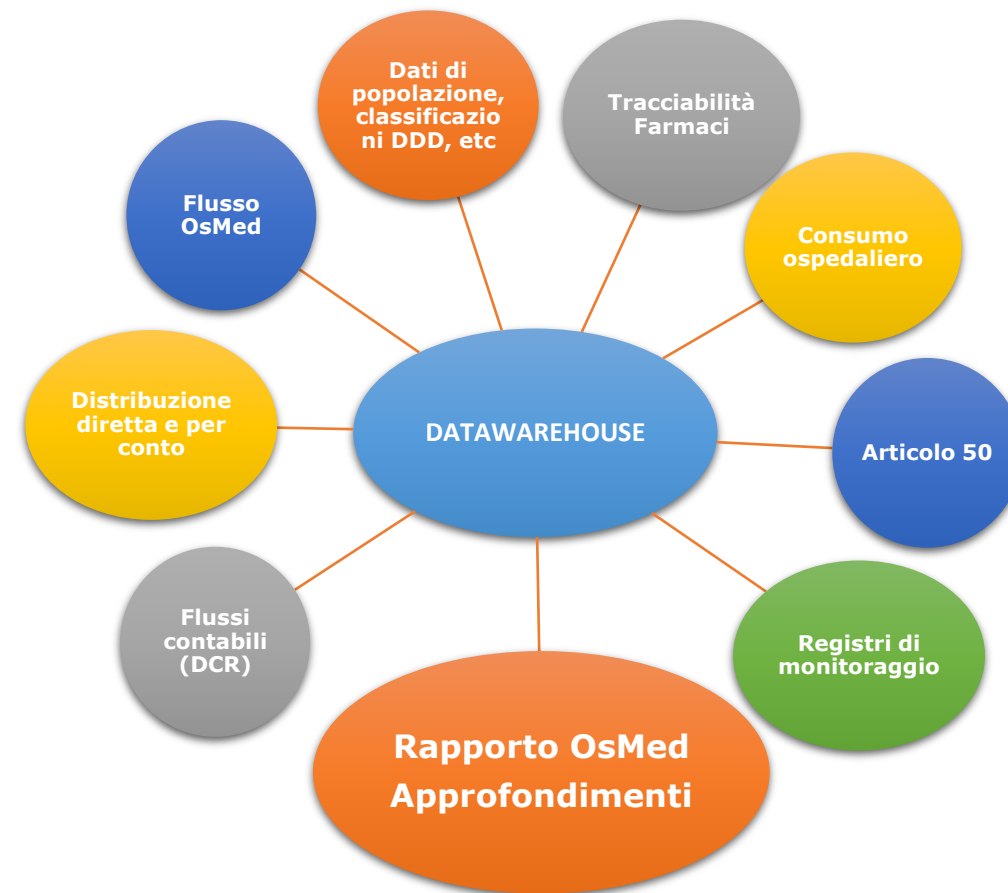 Dati di
popolazione,
classificazio
ni DDD, etc
Tracciabilità
Farmaci
Consumo
ospedaliero
Articolo 50
Registri di
monitoraggio
Rapporto OsMed
Approfondimenti
Flussi
contabili
(DCR)
Distribuzione
diretta e per
conto
Flusso
OsMed
DATAWAREHOUSE